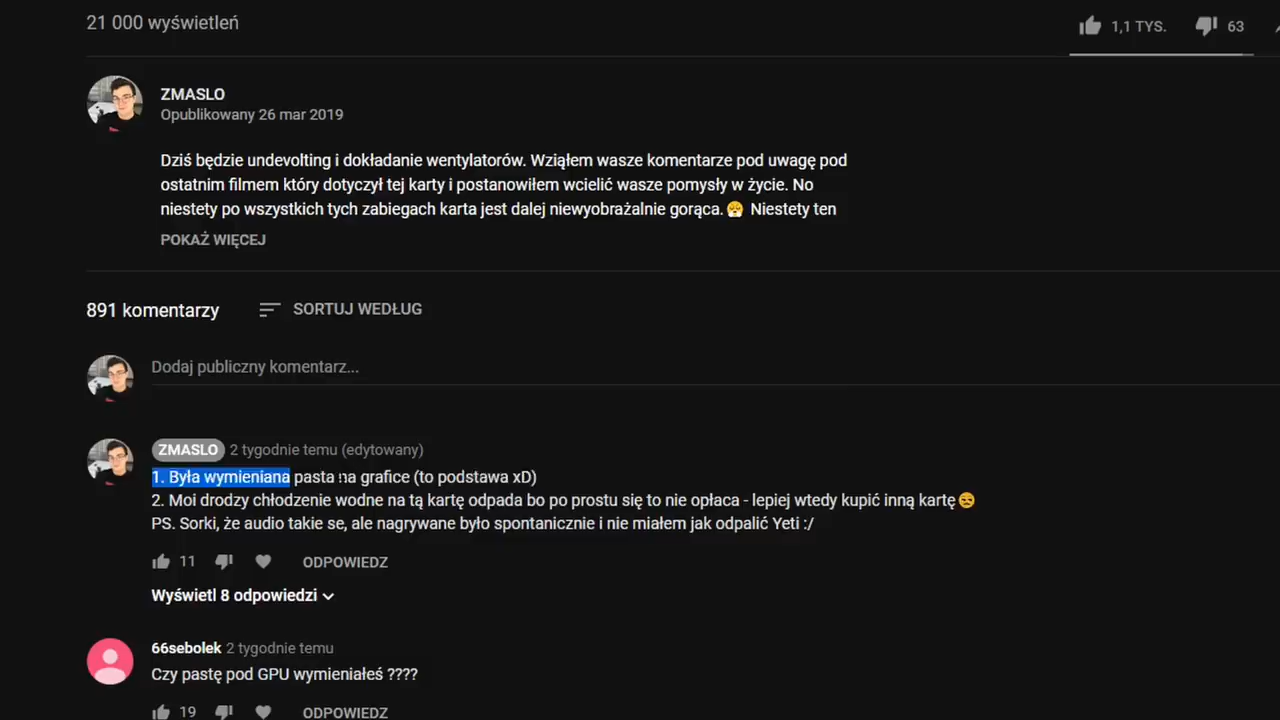 21 000 wyświetleń
1,1 TYS. 63
ZMASLO
Opublikowany 26 mar 2019
Dziś będzie undevolting i dokładanie wentylatorów. Wziąłem wasze komentarze pod uwagę pod
ostatnim filmem który dotyczył tej karty i postanowiłem wcielić wasze pomysły w życie. No
niestety po wszystkich tych zabiegach karta jest dalej niewyobrażalnie gorąca.😤 Niestety ten
POKAŻ WIĘCEJ
891 komentarzy SORTUJ WEDŁUG
Dodaj publiczny komentarz...
ZMASLO 2 tygodnie temu (edytowany)
1. Była wymieniana pasta na grafice (to podstawa xD)
2. Moi drodzy chłodzenie wodne na tą kartę odpada bo po prostu się to nie opłaca - lepiej wtedy kupić inną kartę😒
PS. Sorki, że audio takie se, ale nagrywane było spontanicznie i nie miałem jak odpalić Yeti :/
11 ODPOWIEDZ
Wyświetl 8 odpowiedzi
66sebolek 2 tygodnie temu
Czy pastę pod GPU wymieniałeś ????
19 ODPOWIEDZ